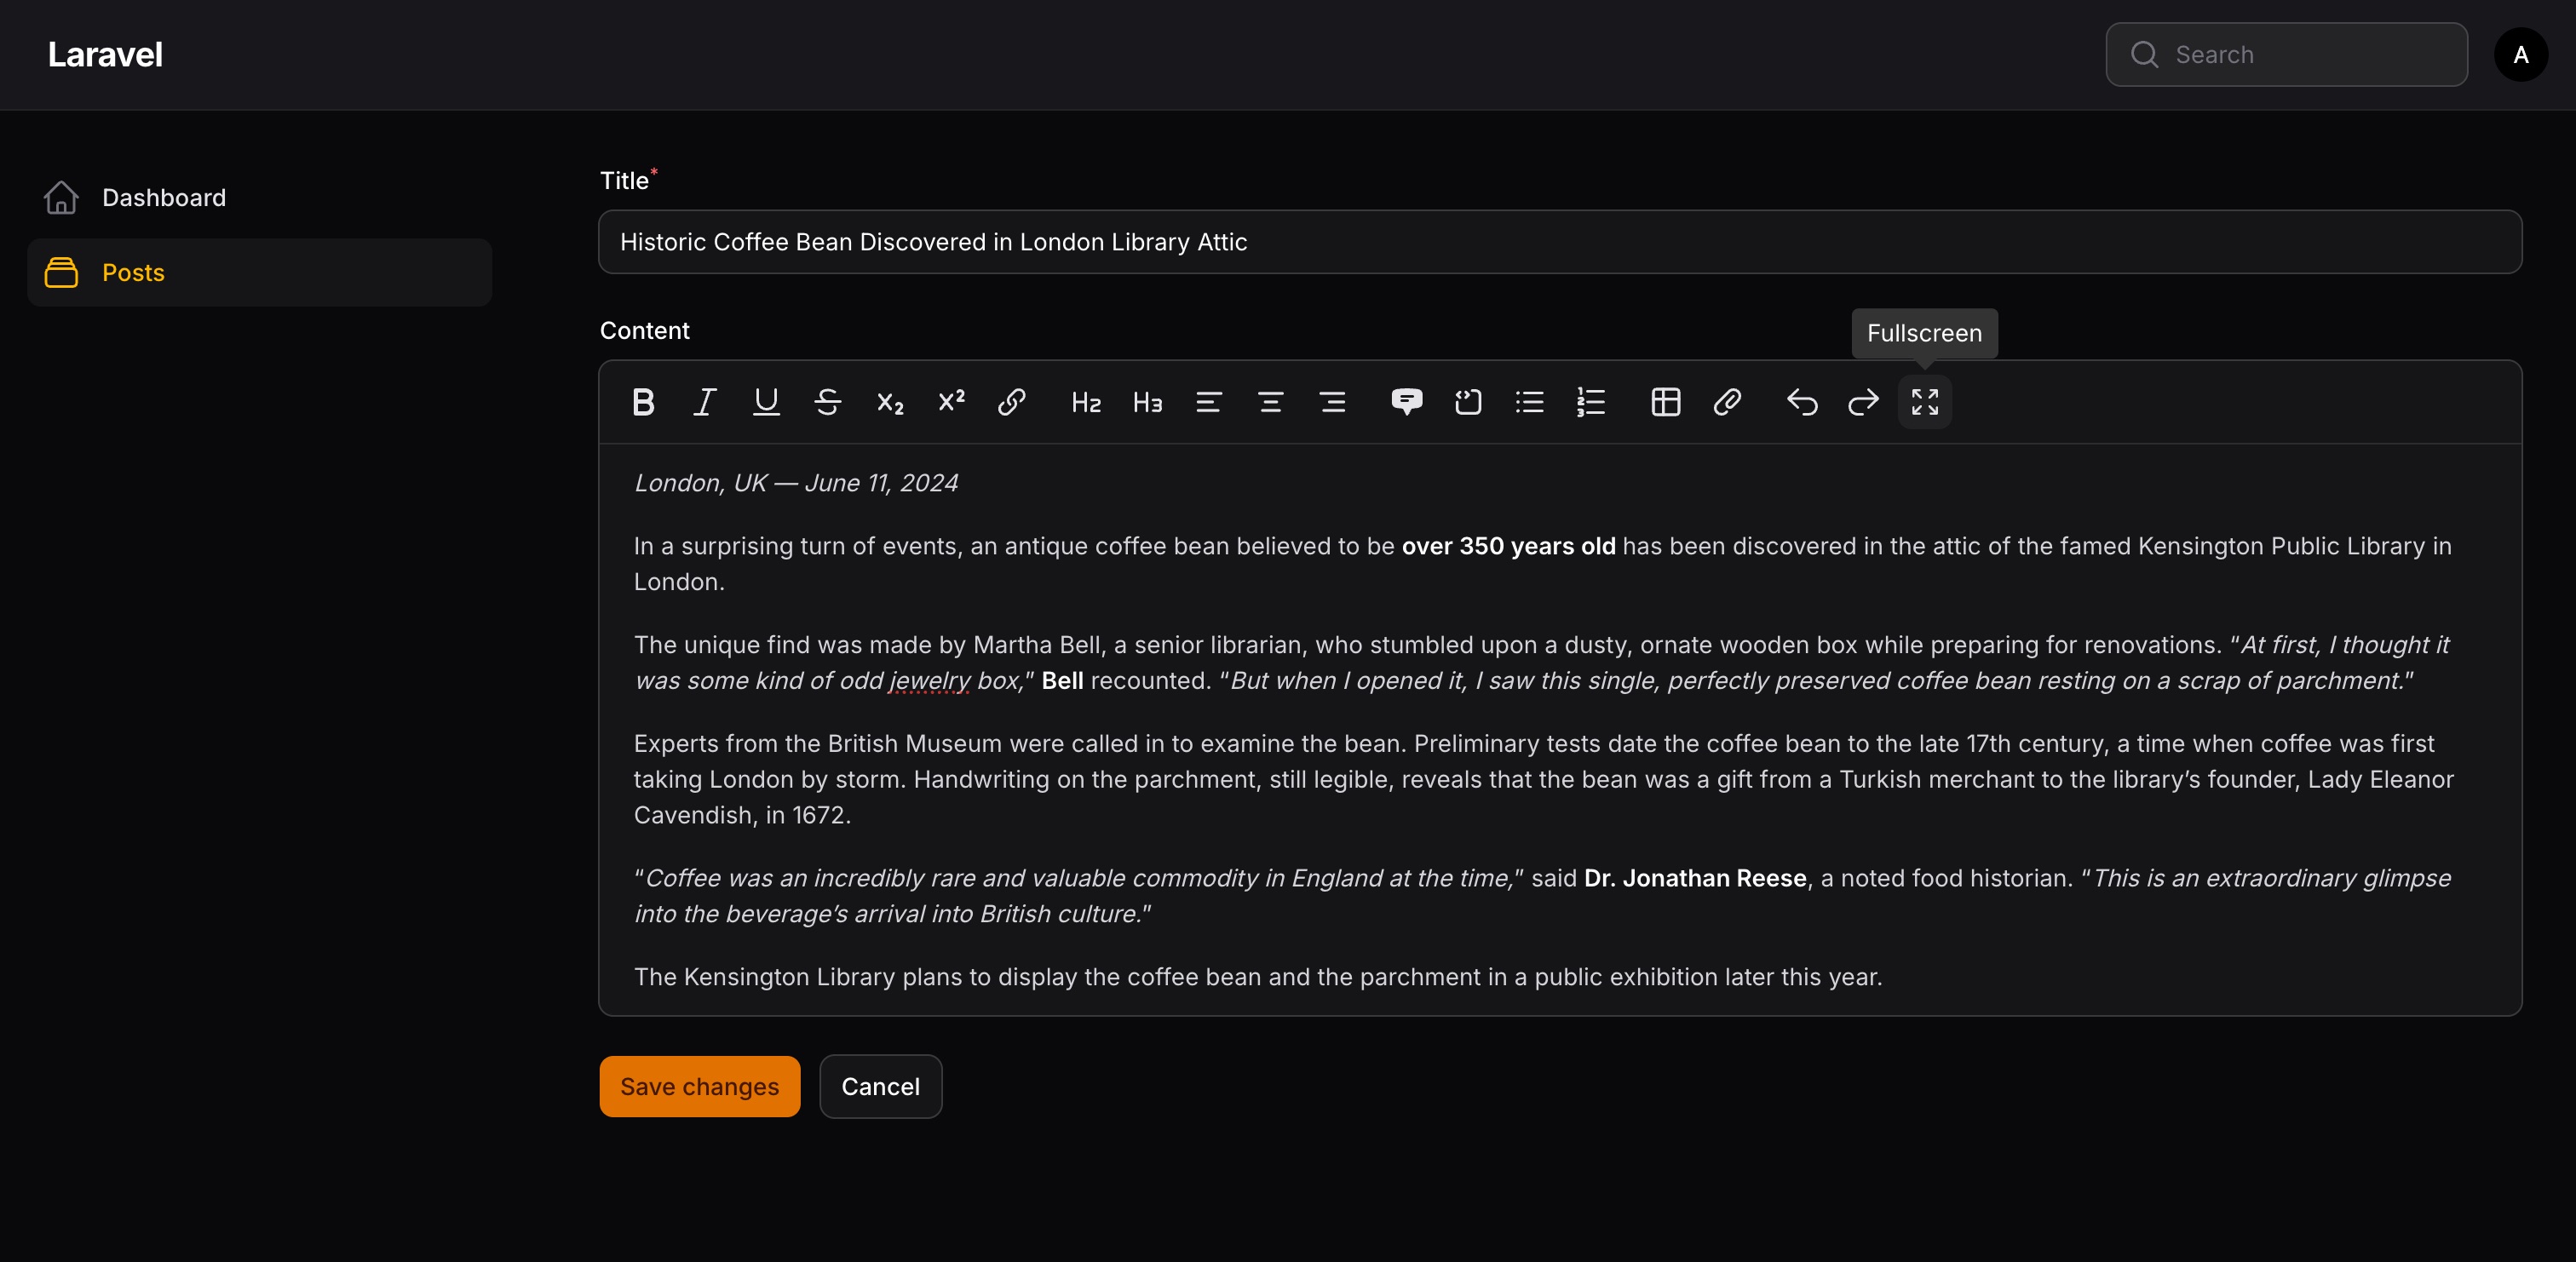 Laravel
Search
A
Dashboard
Posts
Title*
Historic Coffee Bean Discovered in London Library Attic
Content
Fullscreen
B I U S x₂ x² H2 H3
London, UK — June 11, 2024
In a surprising turn of events, an antique coffee bean believed to be over 350 years old has been discovered in the attic of the famed Kensington Public Library in
London.
The unique find was made by Martha Bell, a senior librarian, who stumbled upon a dusty, ornate wooden box while preparing for renovations. “At first, I thought it
was some kind of odd jewelry box,” Bell recounted. “But when I opened it, I saw this single, perfectly preserved coffee bean resting on a scrap of parchment.”
Experts from the British Museum were called in to examine the bean. Preliminary tests date the coffee bean to the late 17th century, a time when coffee was first
taking London by storm. Handwriting on the parchment, still legible, reveals that the bean was a gift from a Turkish merchant to the library’s founder, Lady Eleanor
Cavendish, in 1672.
“Coffee was an incredibly rare and valuable commodity in England at the time,” said Dr. Jonathan Reese, a noted food historian. “This is an extraordinary glimpse
into the beverage’s arrival into British culture.”
The Kensington Library plans to display the coffee bean and the parchment in a public exhibition later this year.
Save changes
Cancel